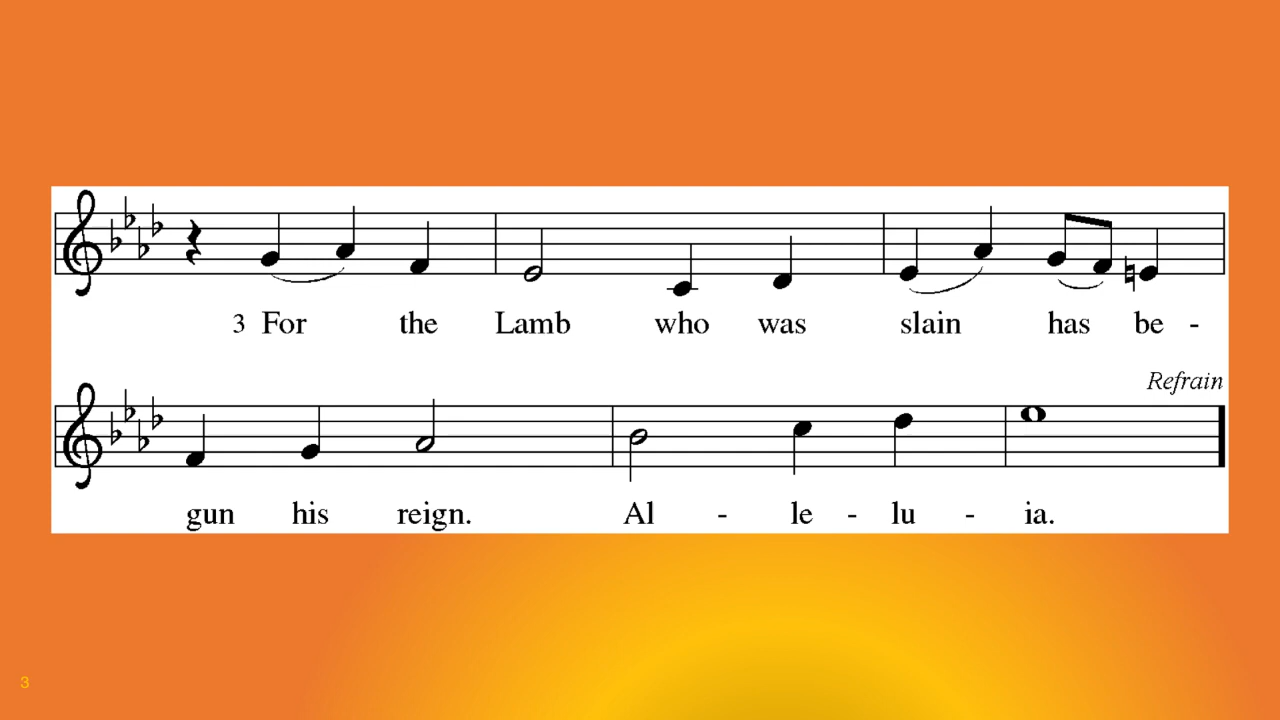 3 For the Lamb who was slain has be -
Refrain
gun his reign. Al - le - lu - ia.
3